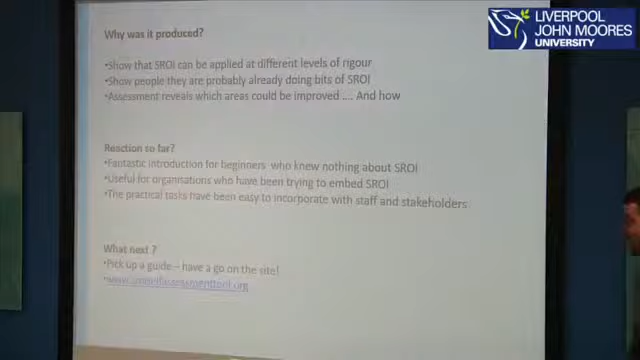 LIVERPOOL
JOHN MOORES
UNIVERSITY
Why was it produced?
•Show that SROI can be applied at different levels of rigour
•Show people they are probably already doing bits of SROI
•Assessment reveals which areas could be improved .... And how
Reaction so far?
•Fantastic introduction for beginners who knew nothing about SROI
•Useful for organisations who have been trying to embed SROI
•The practical tasks have been easy to incorporate with staff and stakeholders.
What next ?
•Pick up a guide – have a go on the site!